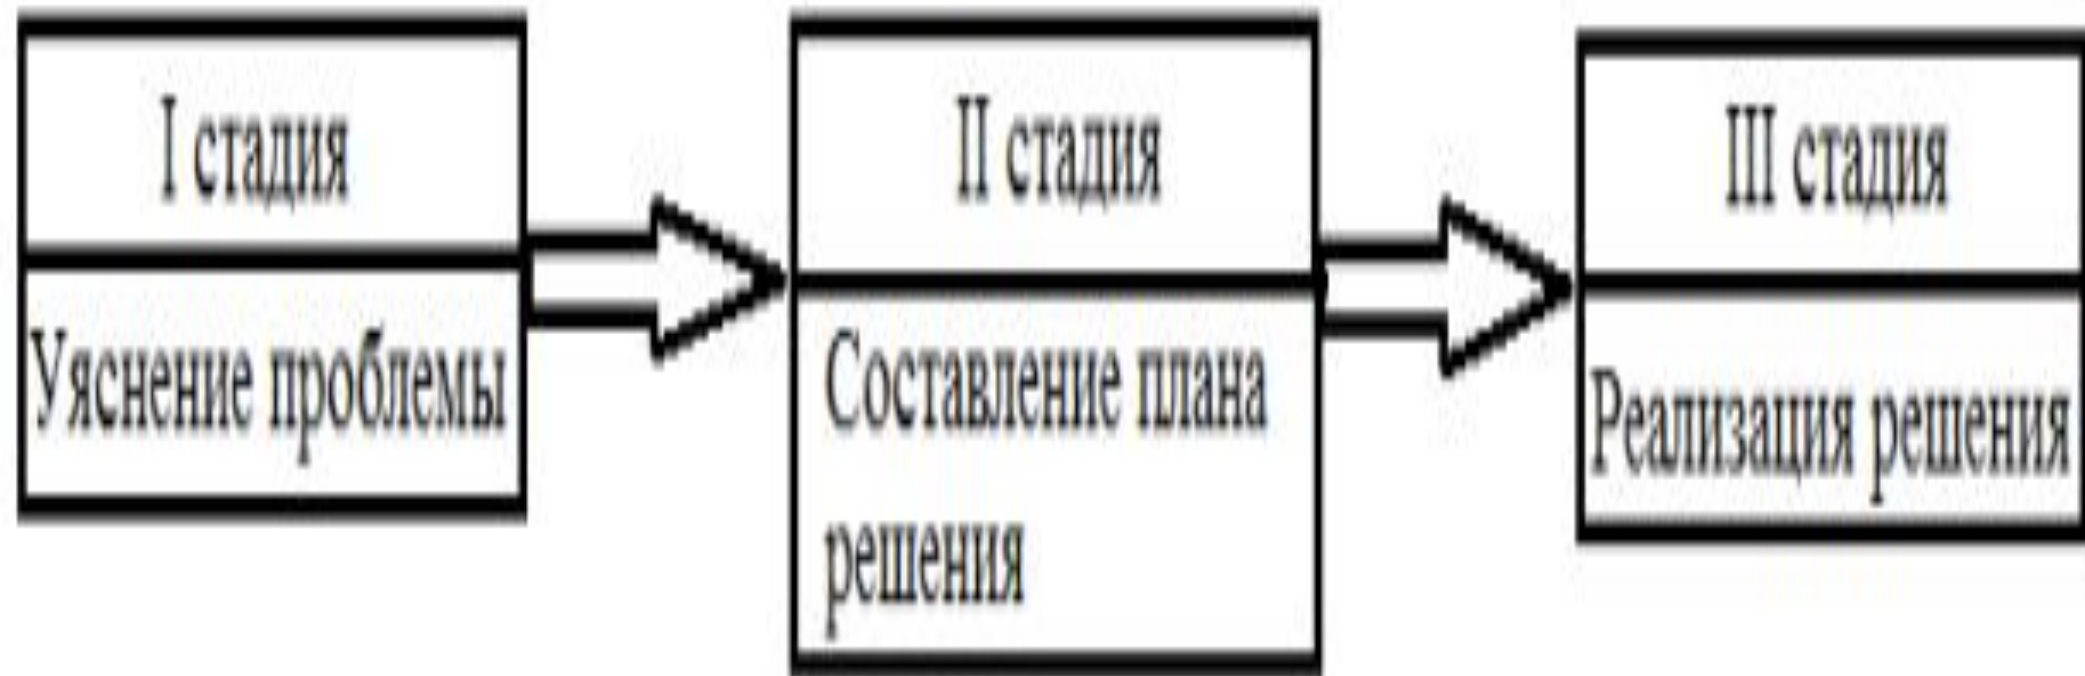 I стадия
Уяснение проблемы
II стадия
Составление плана
решения
III стадия
Реализация решения